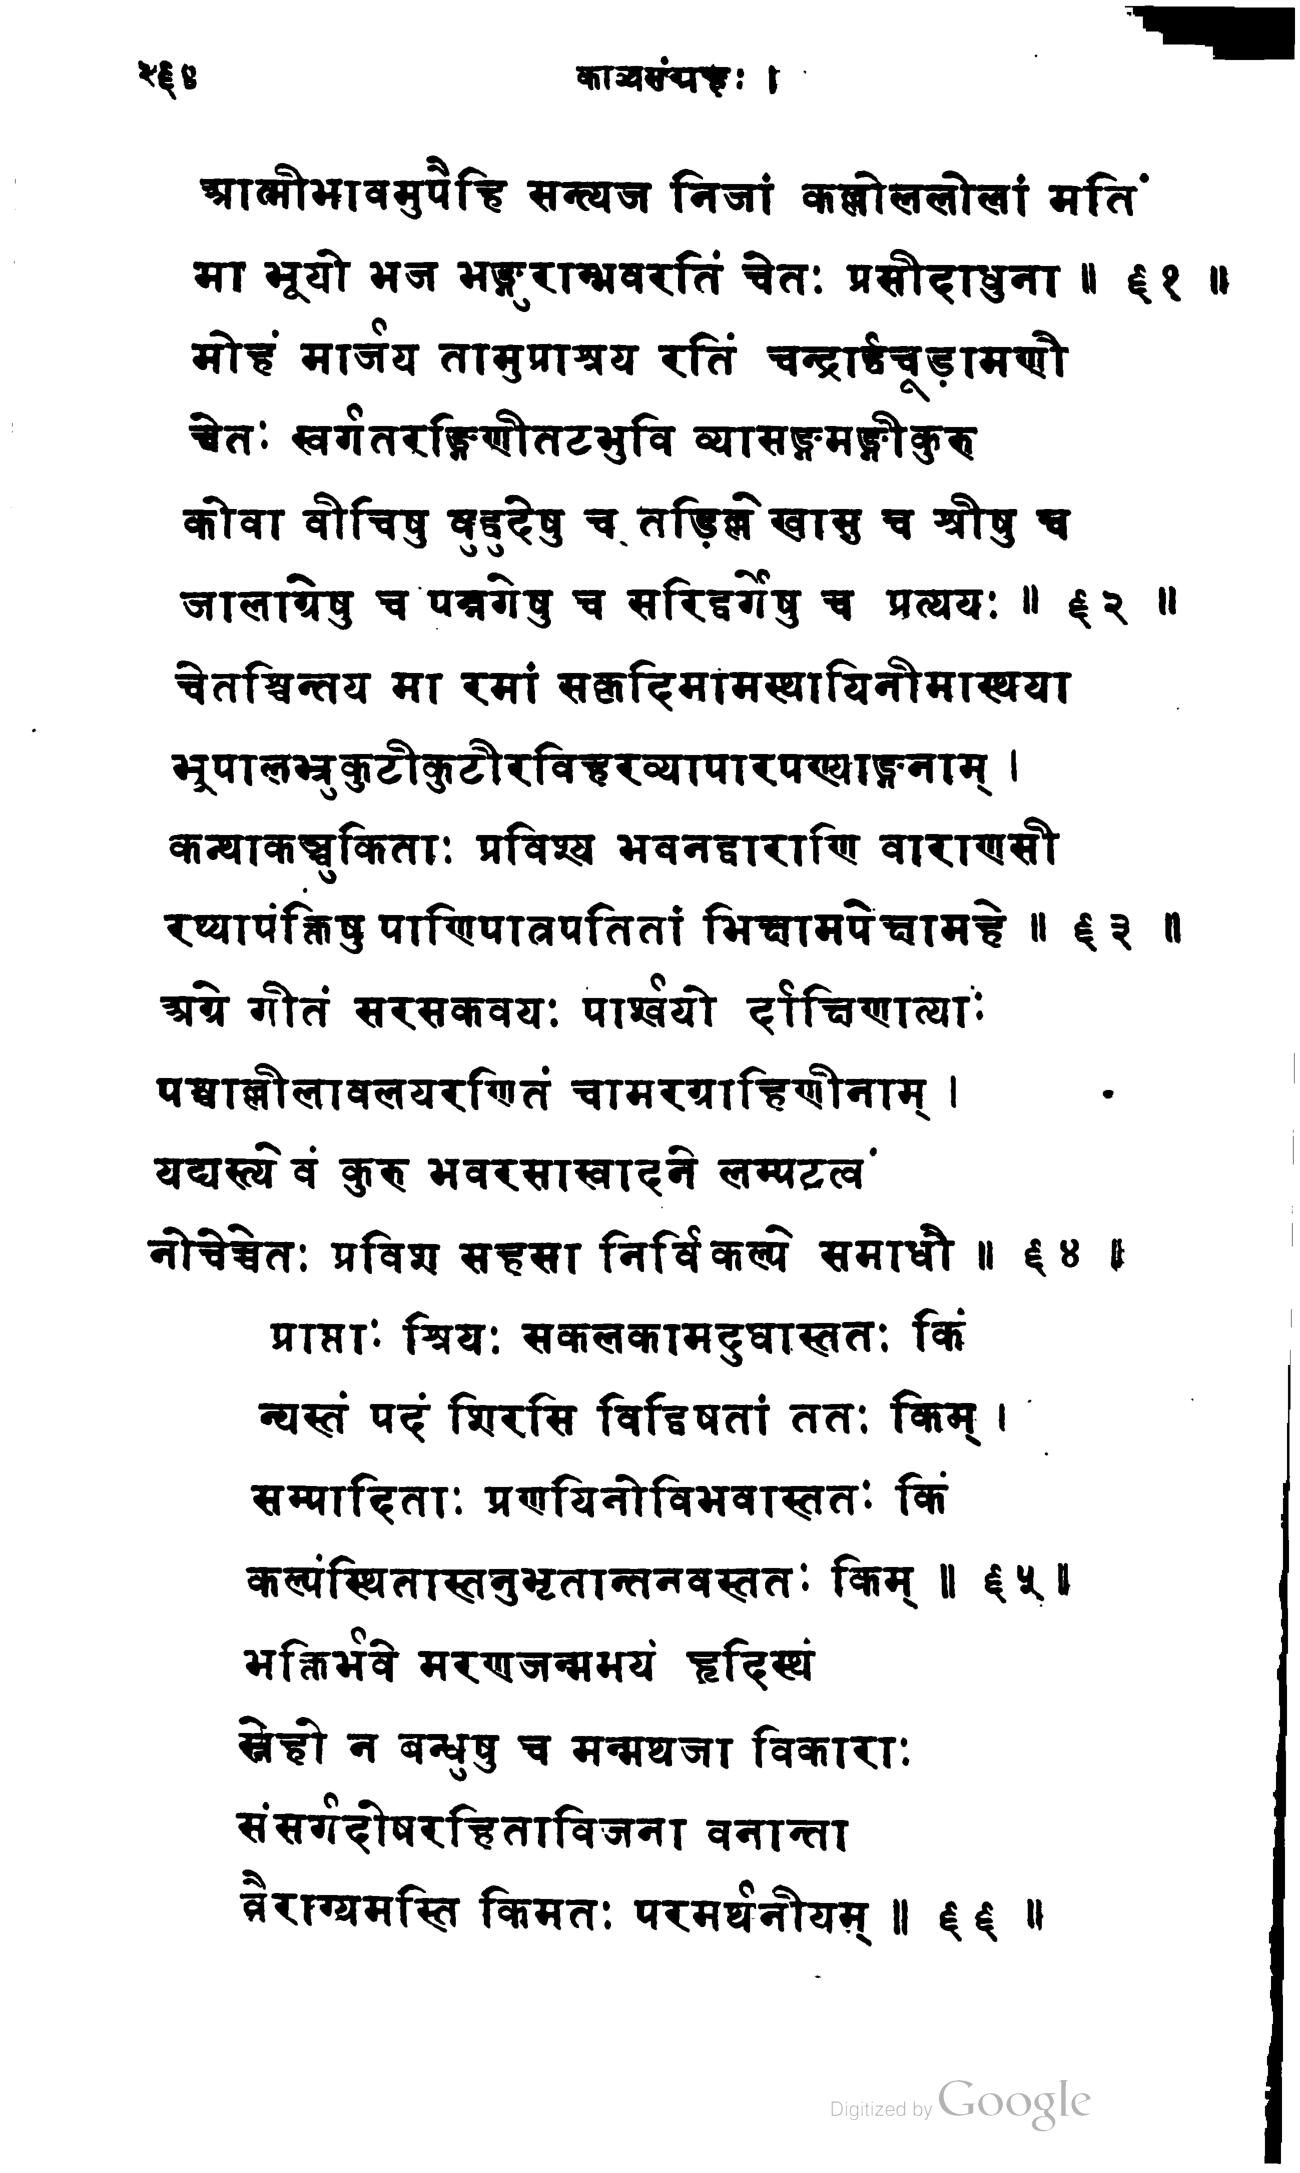 २६४ काव्यसंग्रहः ।
आत्मीभावमुपैहि सन्त्यज निजां कल्लोललोलां मतिं
मा भूयो भज भङ्गुराम्भवरतिं चेतः प्रसीदाधुना ॥ ६१ ॥
मोहं मार्जय तामुप्राश्रय रतिं चन्द्रार्द्धचूड़ामणौ
चेतः स्वर्गतरङ्गिणीतटभुवि व्यासङ्गमङ्गीकुरु
कोवा वीचिषु बुद्बुदेषु च तड़िल्लेखासु च श्रीषु च
जालाग्रेषु च पन्नगेषु च सरिद्वर्गेषु च प्रत्ययः ॥ ६२ ॥
चेतश्चिन्तय मा रमां सकृदिमामस्थायिनीमास्थया
भूपालभ्रुकुटीकुटीरविहरव्यापारपण्याङ्गनाम् ।
कन्थाकञ्चुकिताः प्रविश्य भवनद्वाराणि वाराणसी
रथ्यापंक्तिषु पाणिपात्रपतितां भिक्षामपेक्षामहे ॥ ६३ ॥
अग्रे गीतं सरसकवयः पार्श्वयो र्दाक्षिणात्याः
पश्चाल्लीलावलयरणितं चामरग्राहिणीनाम् ।
यद्यस्त्येवं कुरु भवरसास्वादने लम्पटत्वं
नोचेच्चेतः प्रविश सहसा निर्विकल्पे समाधौ ॥ ६४ ॥
प्राप्ताः श्रियः सकलकामदुघास्ततः किं
न्यस्तं पदं शिरसि विद्विषतां ततः किम् ।
सम्पादिताः प्रणयिनोविभवास्ततः किं
कल्पंस्थितास्तनुभृतान्तनवस्ततः किम् ॥ ६५ ॥
भक्तिर्भवे मरणजन्मभयं हृदिस्थं
स्नेहो न बन्धुषु च मन्मथजा विकाराः
संसर्गदोषरहिताविजना वनान्ता
वैराग्यमस्ति किमतः परमर्थनीयम् ॥ ६६ ॥
Digitized by Google